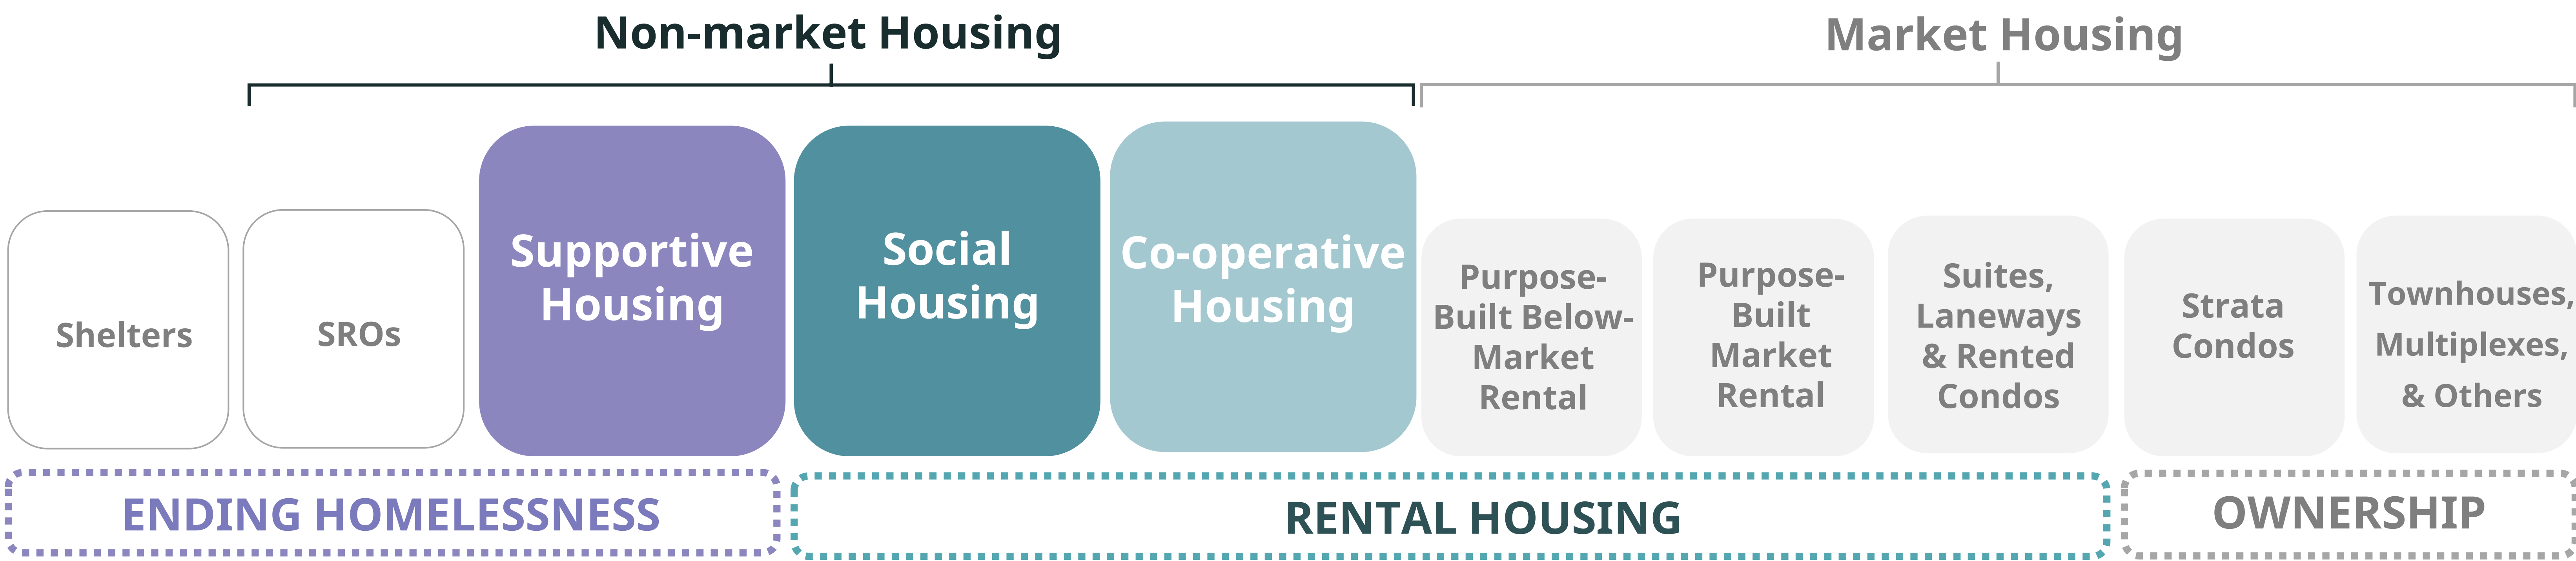 Non-market Housing
Market Housing
Shelters
SROs
Supportive
Housing
Social
Housing
Co-operative
Housing
Purpose-
Built Below-
Market
Rental
Purpose-
Built
Market
Rental
Suites,
Laneways
& Rented
Condos
Strata
Condos
Townhouses,
Multiplexes,
& Others
ENDING HOMELESSNESS
RENTAL HOUSING
OWNERSHIP